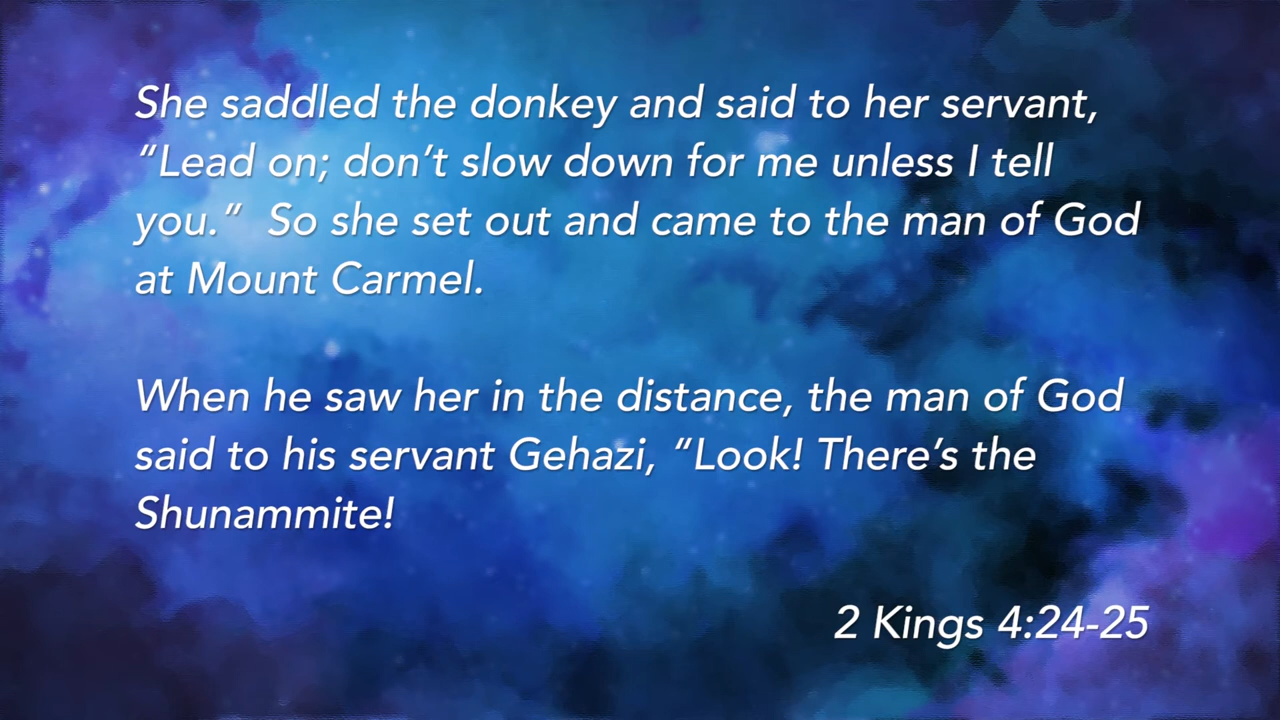 She saddled the donkey and said to her servant,
“Lead on; don’t slow down for me unless I tell
you.”  So she set out and came to the man of God
at Mount Carmel.
When he saw her in the distance, the man of God
said to his servant Gehazi, “Look! There’s the
Shunammite!
2 Kings 4:24-25